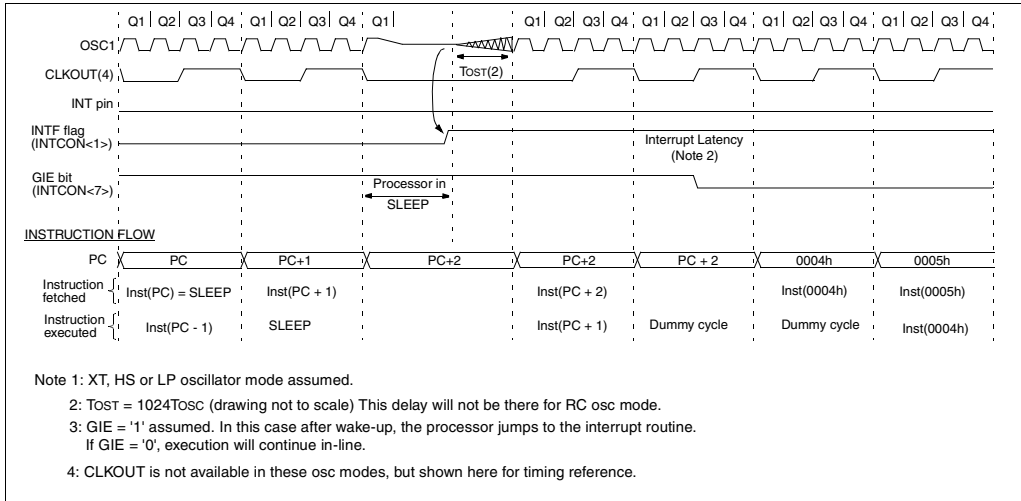 Q1 Q2 Q3 Q4 Q1 Q2 Q3 Q4 Q1 Q1 Q2 Q3 Q4 Q1 Q2 Q3 Q4 Q1 Q2 Q3 Q4 Q1 Q2 Q3 Q4
OSC1
TOST(2)
CLKOUT(4)
INT pin
INTF flag
(INTCON<1>)
Interrupt Latency
(Note 2)
GIE bit
(INTCON<7>)
Processor in
SLEEP
INSTRUCTION FLOW
PC PC PC+1 PC+2 PC+2 PC + 2 0004h 0005h
Instruction
fetched
Inst(PC) = SLEEP Inst(PC + 1) Inst(PC + 2) Inst(0004h) Inst(0005h)
Instruction
executed
Inst(PC - 1) SLEEP Inst(PC + 1) Dummy cycle Dummy cycle Inst(0004h)
Note 1: XT, HS or LP oscillator mode assumed.
2: TOST = 1024TOSC (drawing not to scale) This delay will not be there for RC osc mode.
3: GIE = '1' assumed. In this case after wake-up, the processor jumps to the interrupt routine.
If GIE = '0', execution will continue in-line.
4: CLKOUT is not available in these osc modes, but shown here for timing reference.